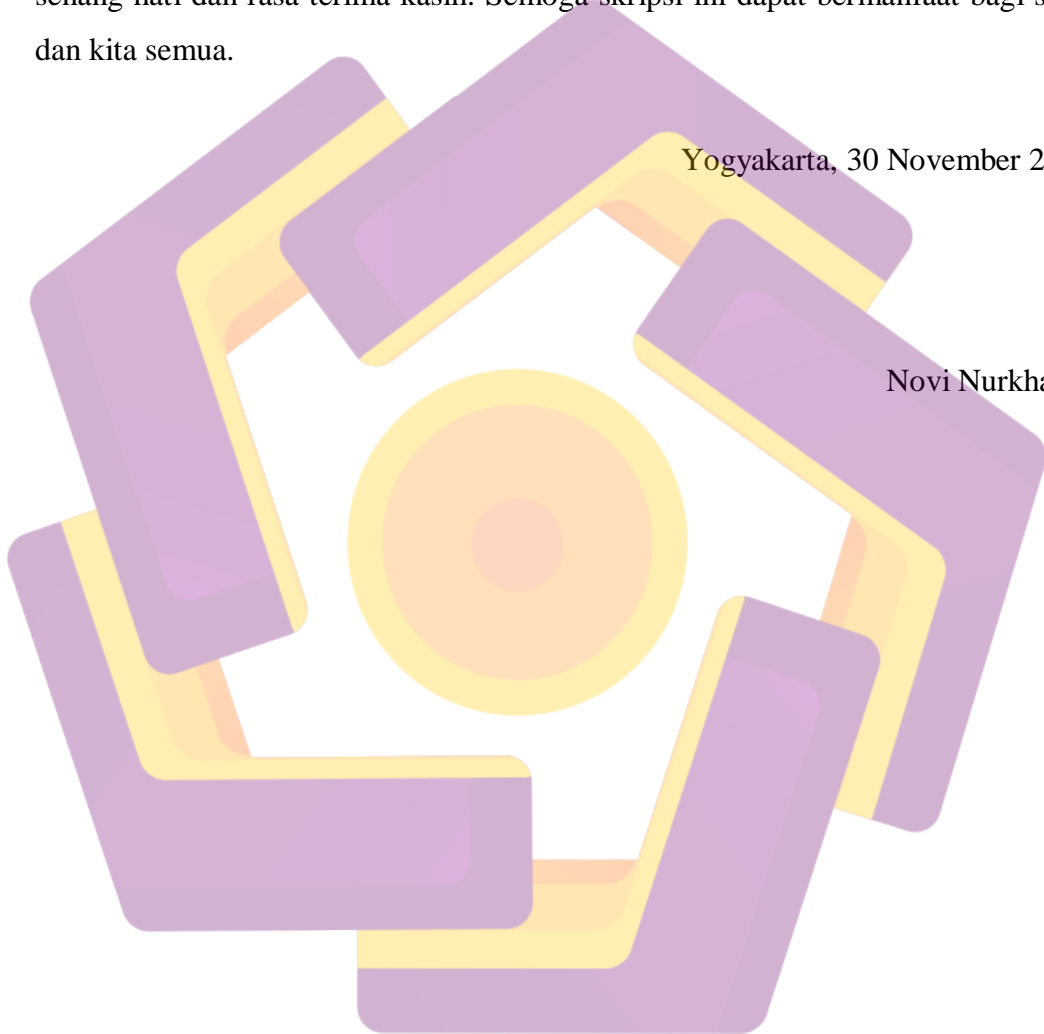 senang hati dan rasa terima kasih. Semoga skripsi ini dapat bermanfaat bagi
dan kita semua.
Yogyakarta, 30 November
Novi